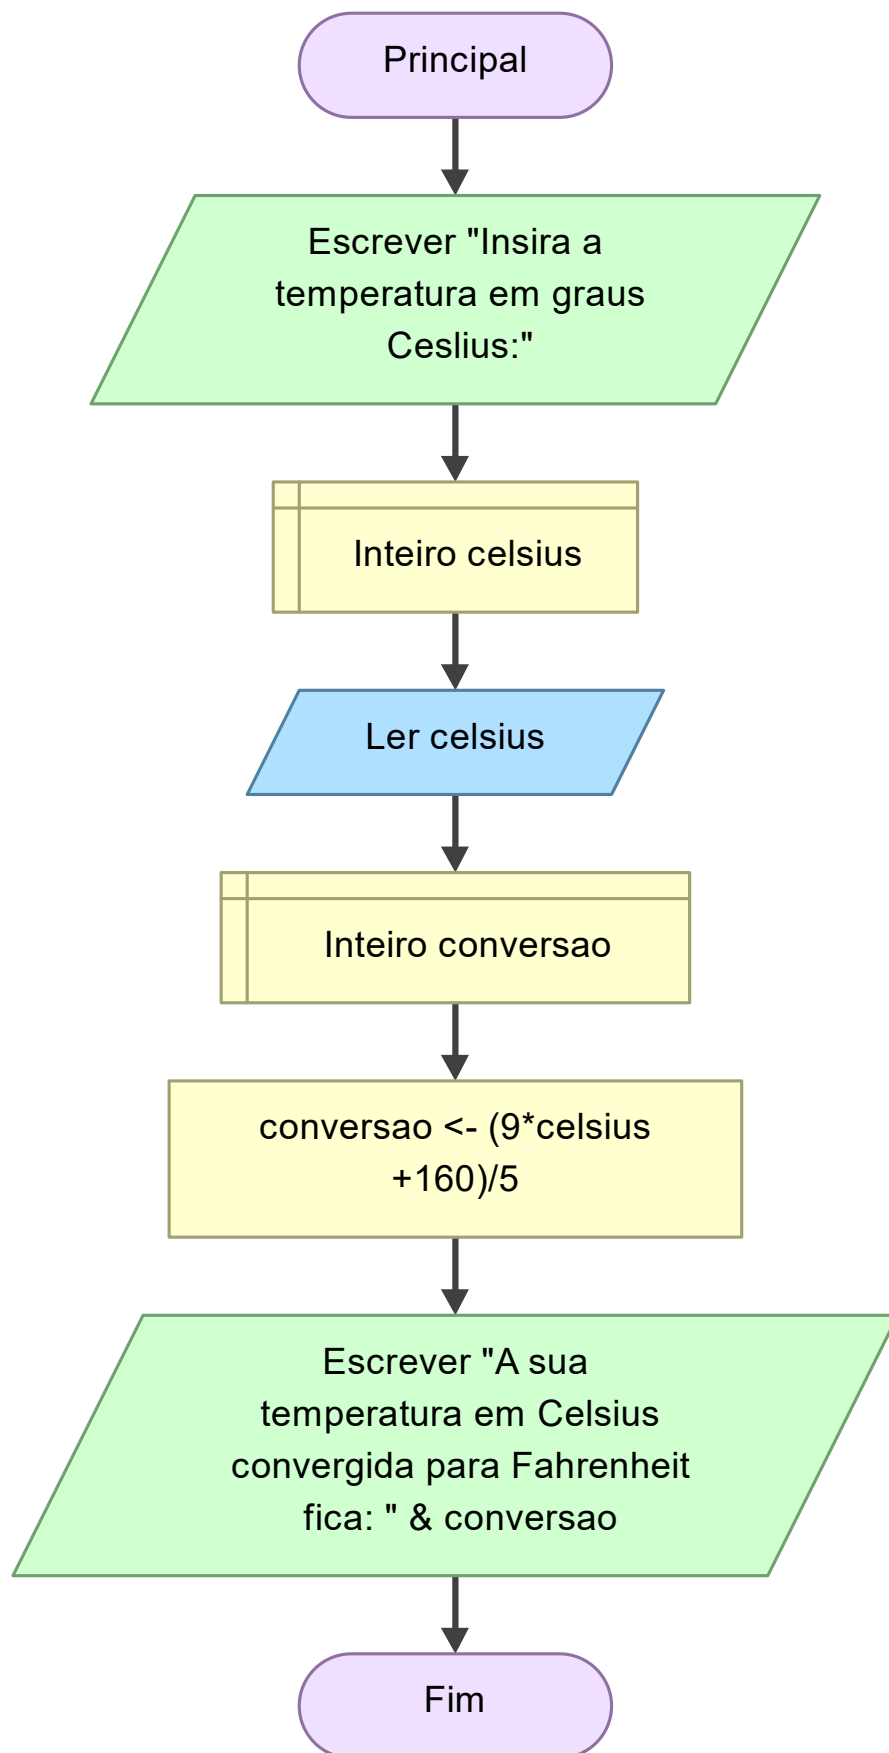 Principal
Escrever "Insira a
temperatura em graus
Ceslius:"
Inteiro celsius
Ler celsius
Inteiro conversao
conversao <- (9*celsius
+160)/5
Escrever "A sua
temperatura em Celsius
convergida para Fahrenheit
fica: " & conversao
Fim